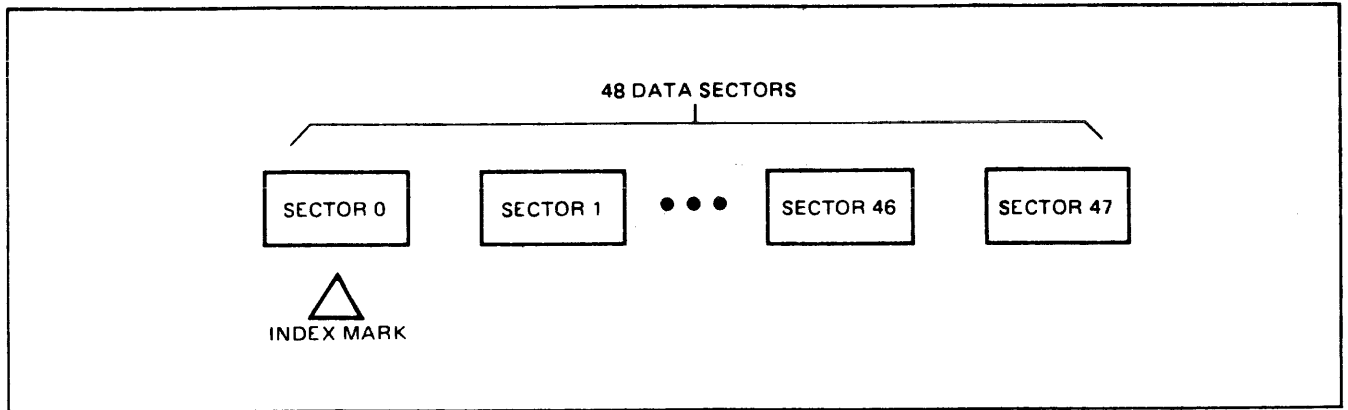 48 DATA SECTORS
SECTOR 0
SECTOR 1
SECTOR 46
SECTOR 47
INDEX MARK